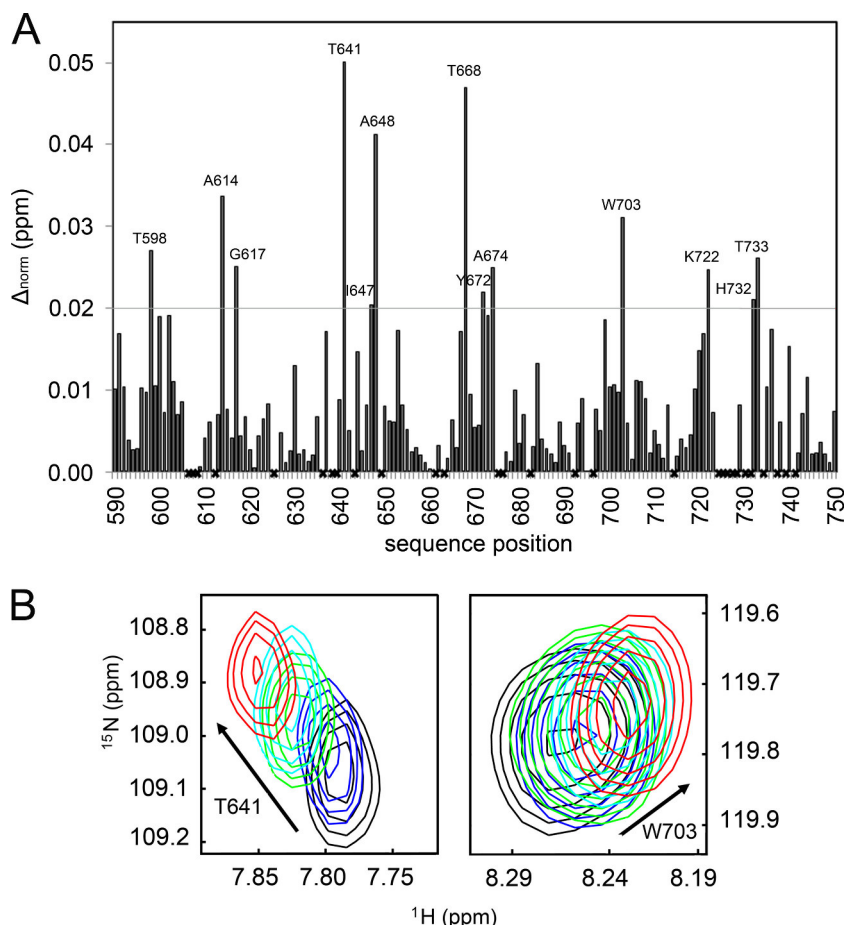 A
T641
0.05
T668
A648
0.04
A614
W703
0.03
T598
G617
A674
K722
T733
I647
Y672
H732
Δnorm (ppm)
0.02
0.01
0.00
590 600 610 620 630 640 650 660 670 680 690 700 710 720 730 740 750
sequence position
B
108.8
108.9
109.0
109.1
109.2
15N (ppm)
T641
7.85 7.80 7.75
119.6
119.7
119.8
119.9
W703
8.29 8.24 8.19
1H (ppm)